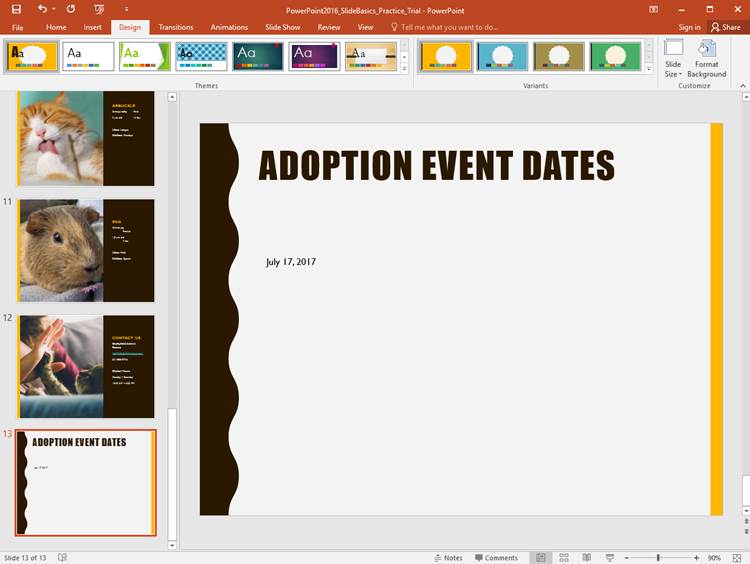 PowerPoint2016_SlideBasics_Practice_Trial - PowerPoint
File Home Insert Design Transitions Animations Slide Show Review View Tell me what you want to do... Sign in Share
Aa Aa Aa Aa Aa Aa Aa
Slide Size Format Background
Themes Variants Customize
ARBUCKLE
11
EGG
12
CONTACT US
13
ADOPTION EVENT DATES
ADOPTION EVENT DATES
July 17, 2017
Slide 13 of 13 Notes Comments 90%